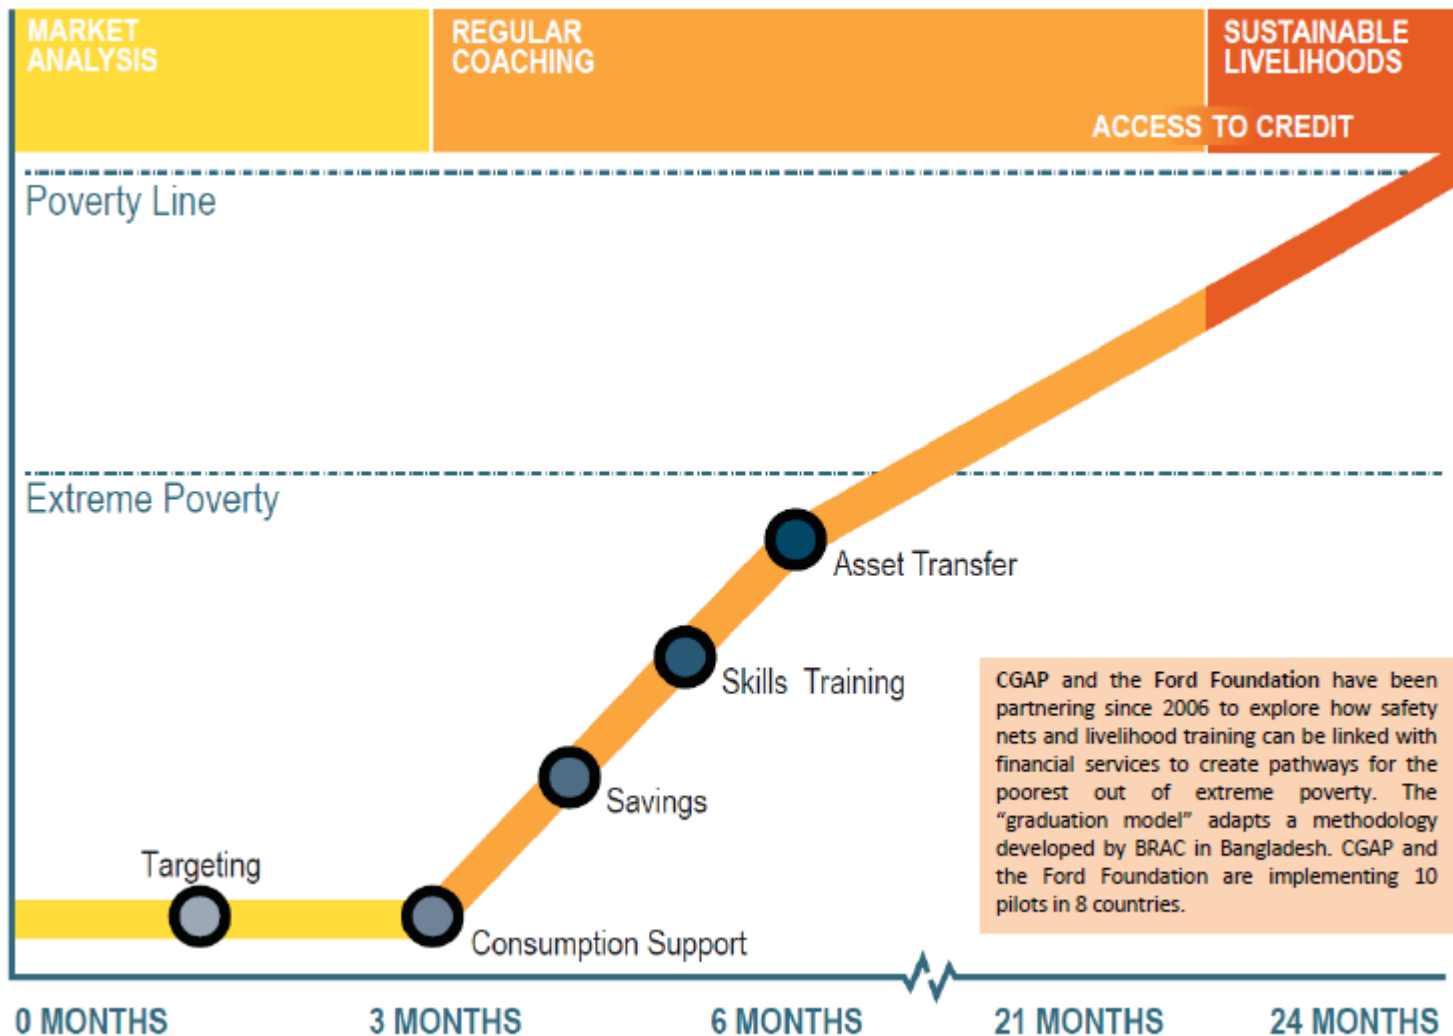 MARKET
ANALYSIS
REGULAR
COACHING
SUSTAINABLE
LIVELIHOODS
ACCESS TO CREDIT
Poverty Line
Extreme Poverty
Asset Transfer
Skills Training
Savings
Targeting
Consumption Support
CGAP and the Ford Foundation have been
partnering since 2006 to explore how safety
nets and livelihood training can be linked with
financial services to create pathways for the
poorest out of extreme poverty. The
“graduation model” adapts a methodology
developed by BRAC in Bangladesh. CGAP and
the Ford Foundation are implementing 10
pilots in 8 countries.
0 MONTHS
3 MONTHS
6 MONTHS
21 MONTHS
24 MONTHS